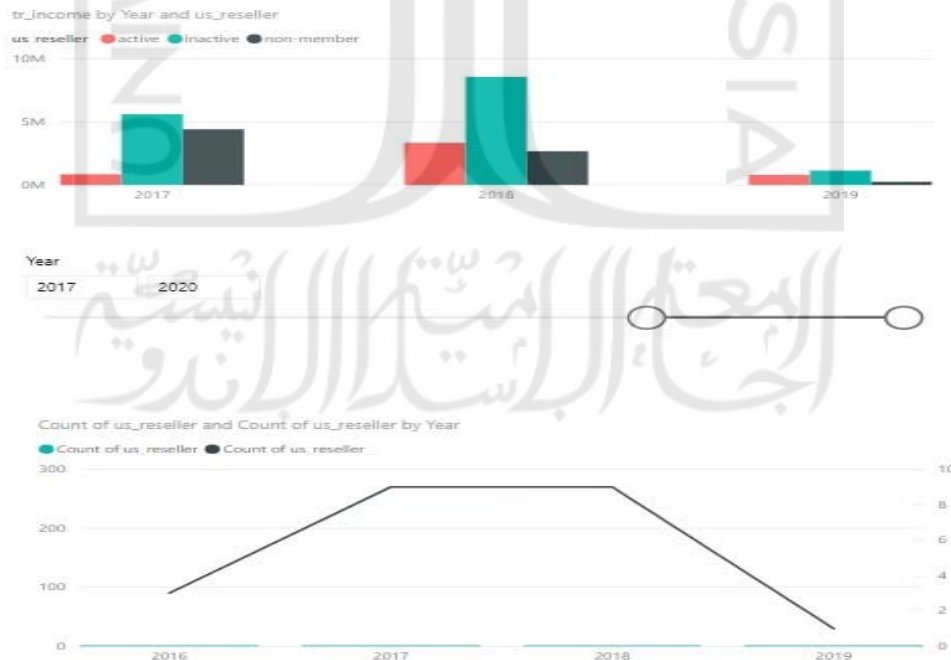 tr_income by Year and us_reseller
us_reseller active inactive non-member
10M
5M
0M
2017 2018 2019
Year
2017 2020
Count of us_reseller and Count of us_reseller by Year
Count of us_reseller Count of us_reseller
300 10
8
200
6
4
100
2
0 0
2016 2017 2018 2019